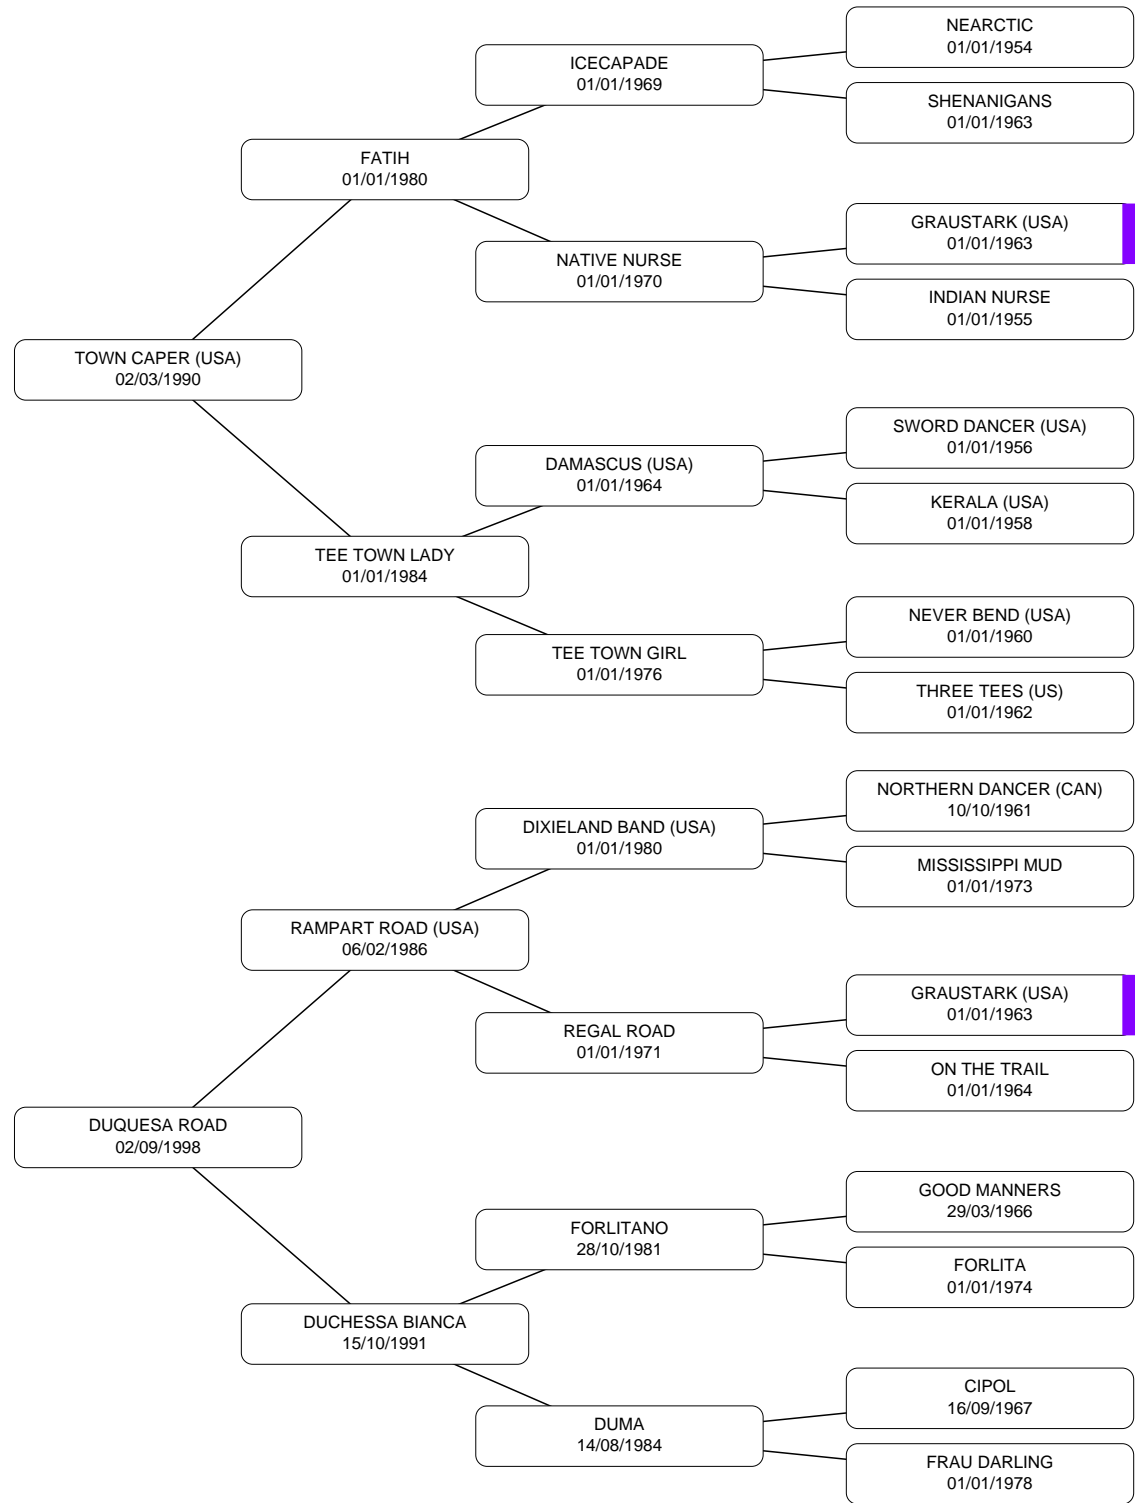 NEARCTIC
01/01/1954
ICECAPADE
01/01/1969
SHENANIGANS
01/01/1963
FATIH
01/01/1980
GRAUSTARK (USA)
01/01/1963
NATIVE NURSE
01/01/1970
INDIAN NURSE
01/01/1955
TOWN CAPER (USA)
02/03/1990
SWORD DANCER (USA)
01/01/1956
DAMASCUS (USA)
01/01/1964
KERALA (USA)
01/01/1958
TEE TOWN LADY
01/01/1984
NEVER BEND (USA)
01/01/1960
TEE TOWN GIRL
01/01/1976
THREE TEES (US)
01/01/1962
NORTHERN DANCER (CAN)
10/10/1961
DIXIELAND BAND (USA)
01/01/1980
MISSISSIPPI MUD
01/01/1973
RAMPART ROAD (USA)
06/02/1986
GRAUSTARK (USA)
01/01/1963
REGAL ROAD
01/01/1971
ON THE TRAIL
01/01/1964
DUQUESA ROAD
02/09/1998
GOOD MANNERS
29/03/1966
FORLITANO
28/10/1981
FORLITA
01/01/1974
DUCHESSA BIANCA
15/10/1991
CIPOL
16/09/1967
DUMA
14/08/1984
FRAU DARLING
01/01/1978